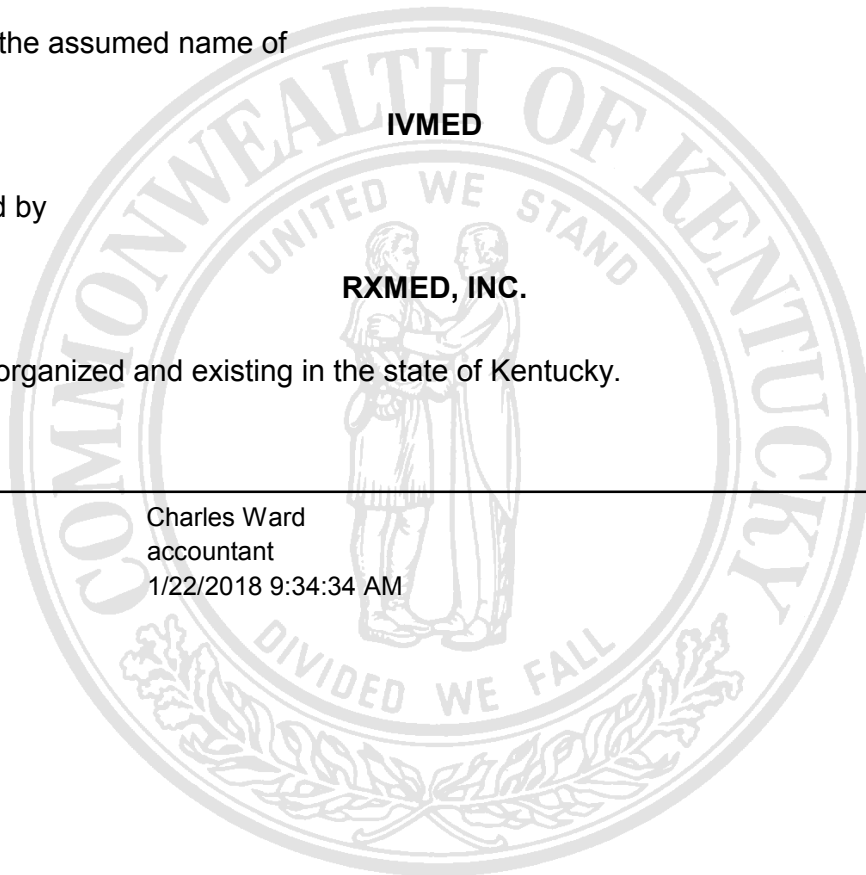 the assumed name of
IVMED
d by
RXMED, INC.
organized and existing in the state of Kentucky.
Charles Ward
accountant
1/22/2018 9:34:34 AM
COMMONWEALTH OF KENTUCKY
UNITED WE STAND
DIVIDED WE FALL